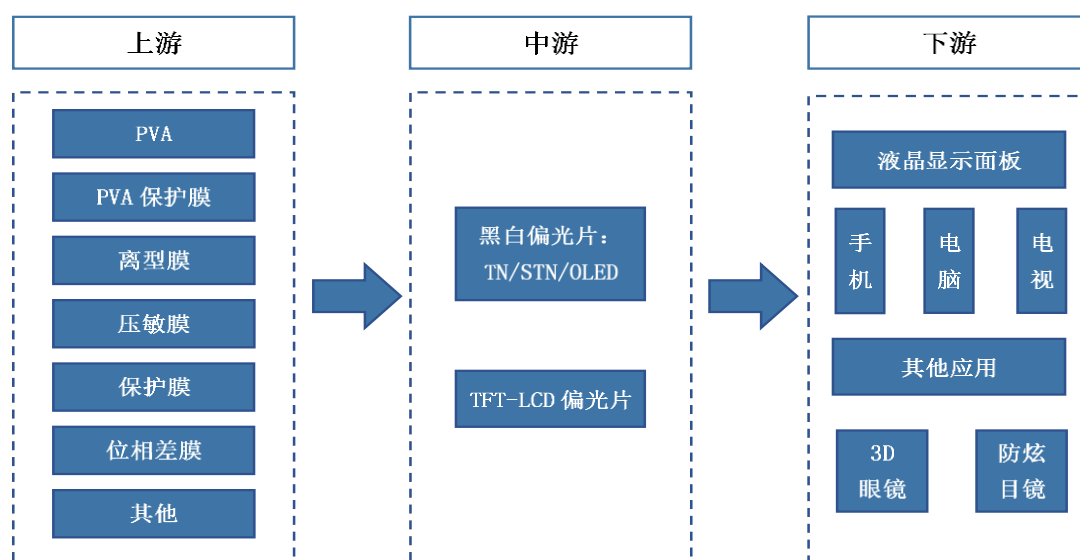 上游
中游
下游
PVA
PVA 保护膜
离型膜
压敏膜
保护膜
位相差膜
其他
黑白偏光片：
TN/STN/OLED
TFT-LCD 偏光片
液晶显示面板
手
机
电
脑
电
视
其他应用
3D
眼镜
防炫
目镜